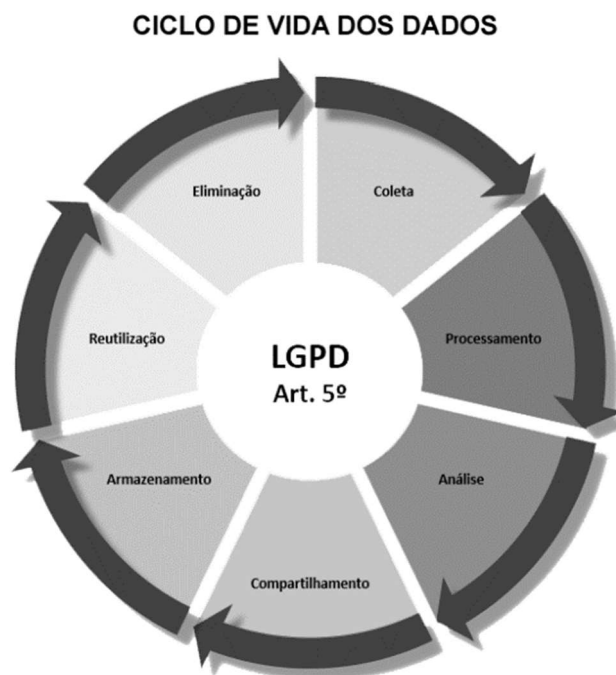 CICLO DE VIDA DOS DADOS
Eliminação
Coleta
Reutilização
Processamento
LGPD
Art. 5º
Armazenamento
Análise
Compartilhamento